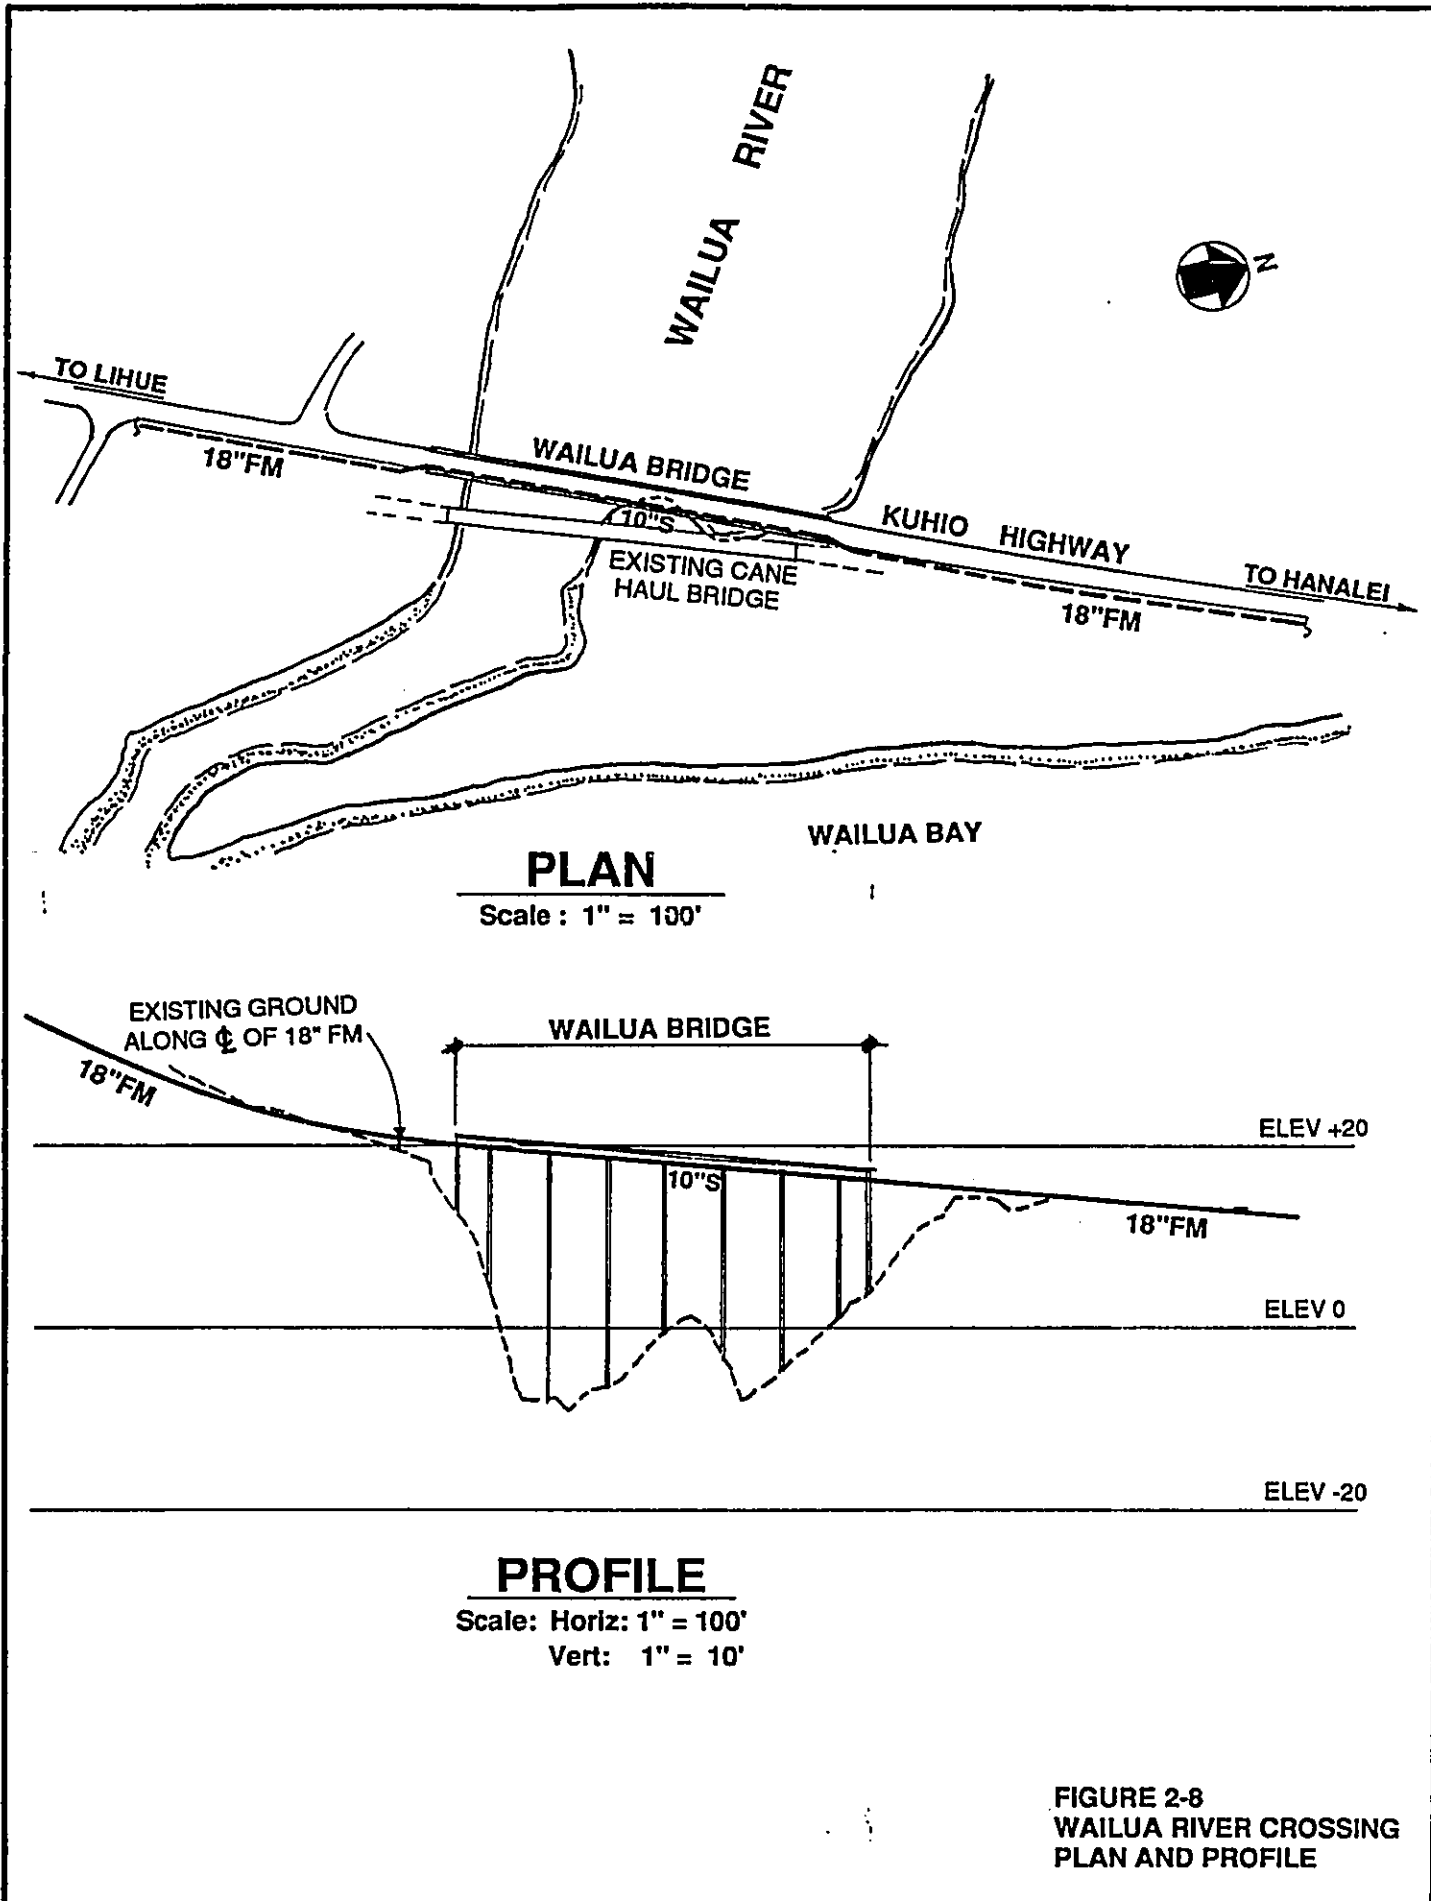 WAILUA RIVER
N
TO LIHUE
18"FM
WAILUA BRIDGE
10"S
KUHIO HIGHWAY
EXISTING CANE
HAUL BRIDGE
TO HANALEI
18"FM
WAILUA BAY
PLAN
Scale : 1" = 100'
EXISTING GROUND
ALONG ℄ OF 18" FM
WAILUA BRIDGE
18"FM
ELEV +20
10"S
18"FM
ELEV 0
ELEV -20
PROFILE
Scale: Horiz: 1" = 100'
Vert: 1" = 10'
FIGURE 2-8
WAILUA RIVER CROSSING
PLAN AND PROFILE